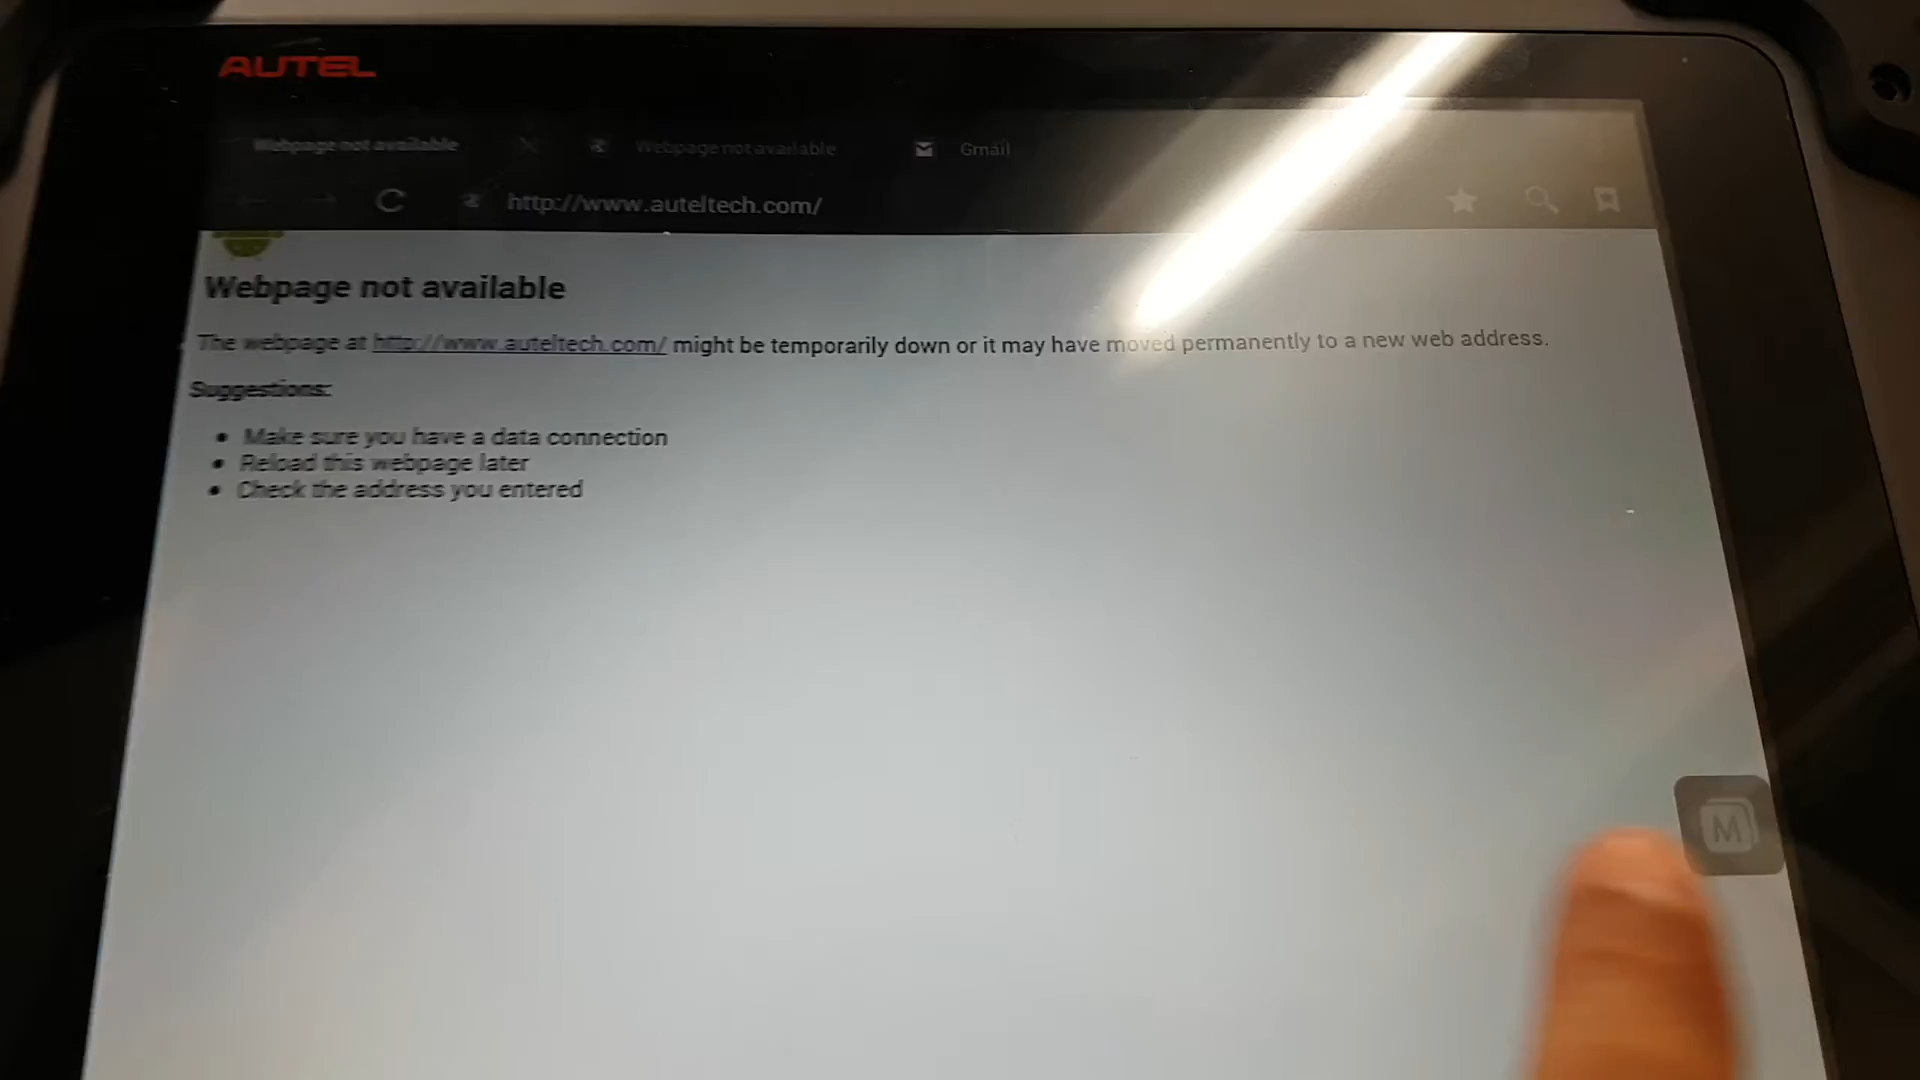 AUTEL
Webpage not available
Webpage not available
Gmail
http://www.auteltech.com/
Webpage not available
The webpage at http://www.auteltech.com/ might be temporarily down or it may have moved permanently to a new web address.
Suggestions:
Make sure you have a data connection
Reload this webpage later
Check the address you entered
M